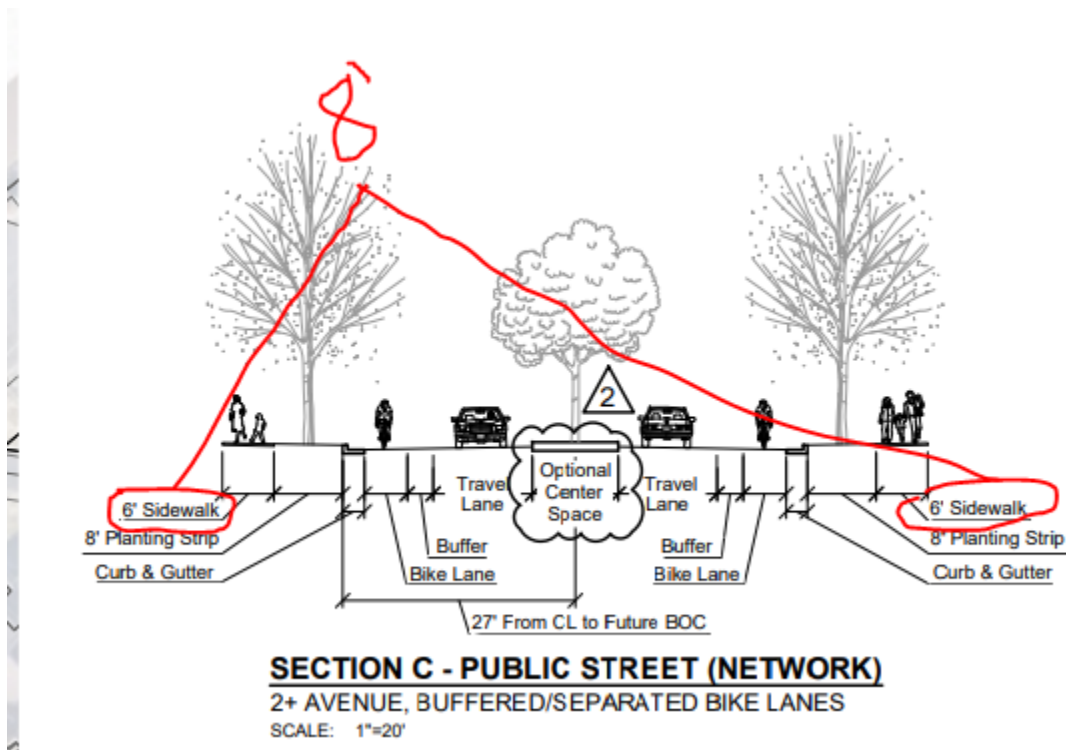 8'
2
Travel
Lane
Optional
Center
Space
Travel
Lane
6' Sidewalk
6' Sidewalk
8' Planting Strip
Buffer
Buffer
8' Planting Strip
Curb & Gutter
Bike Lane
Bike Lane
Curb & Gutter
27' From CL to Future BOC
SECTION C - PUBLIC STREET (NETWORK)
2+ AVENUE, BUFFERED/SEPARATED BIKE LANES
SCALE: 1"=20'